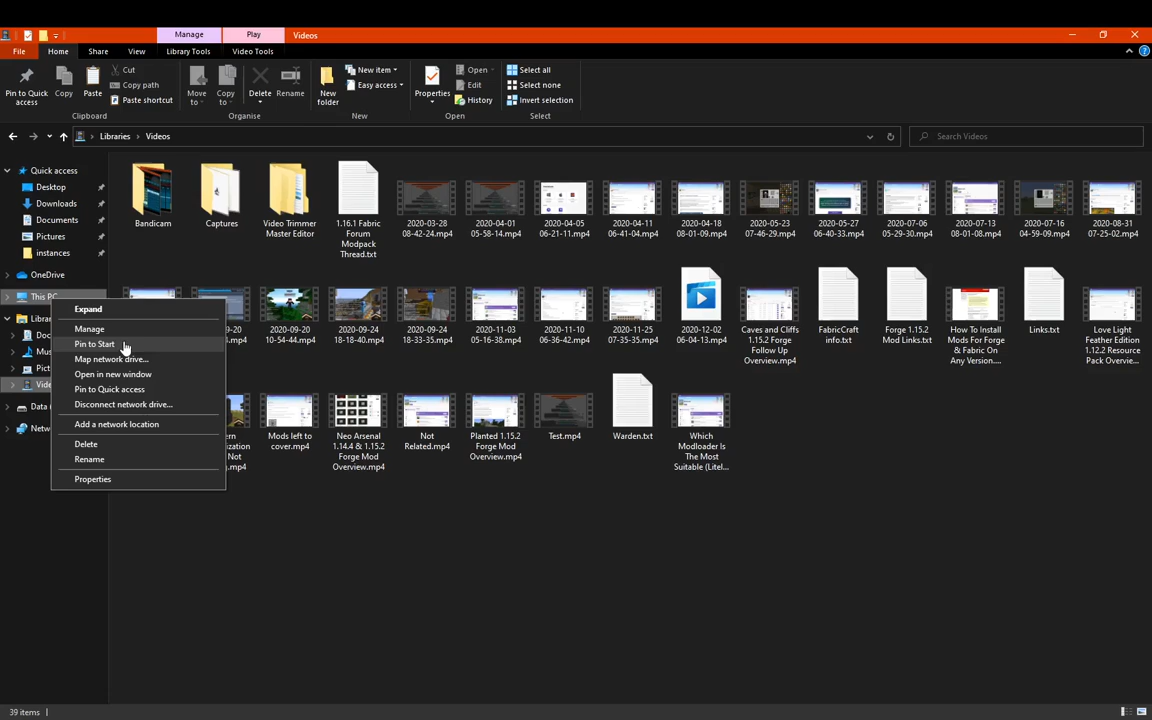 Manage
Play
Videos
File
Home
Share
View
Library Tools
Video Tools
Pin to Quick
access
Copy
Paste
Cut
Copy path
Paste shortcut
Clipboard
Move
to
Copy
to
Delete
Rename
Organise
New
folder
New item
Easy access
New
Properties
Open
Edit
History
Open
Select all
Select none
Invert selection
Select
Libraries
Videos
Search Videos
Quick access
Desktop
Downloads
Documents
Pictures
instances
OneDrive
This PC
Expand
Manage
Pin to Start
Map network drive...
Open in new window
Pin to Quick access
Disconnect network drive...
Add a network location
Delete
Rename
Properties
Bandicam
Captures
Video Trimmer
Master Editor
1.16.1 Fabric
Forum
Modpack
Thread.txt
2020-03-28
08-42-24.mp4
2020-04-01
05-58-14.mp4
2020-04-05
06-21-11.mp4
2020-04-11
06-41-04.mp4
2020-04-18
08-01-09.mp4
2020-05-23
07-46-29.mp4
2020-05-27
06-40-33.mp4
2020-07-06
05-29-30.mp4
2020-07-13
08-01-08.mp4
2020-07-16
04-59-09.mp4
2020-08-31
07-25-02.mp4
2020-09-20
10-54-44.mp4
2020-09-24
18-18-40.mp4
2020-09-24
18-33-35.mp4
2020-11-10
05-16-38.mp4
2020-11-10
06-36-42.mp4
2020-11-25
07-35-35.mp4
2020-12-02
06-04-13.mp4
Caves and Cliffs
1.15.2 Forge
Follow Up
Overview.mp4
FabricCraft
info.txt
Forge 1.15.2
Mod Links.txt
How To Install
Mods For Forge
& Fabric On
Any Version....
Links.txt
Love Light
Feather Edition
1.12.2 Resource
Pack Overvie...
Mods left to
cover.mp4
Neo Arsenal
1.14.4 & 1.15.2
Forge Mod
Overview.mp4
Not
Related.mp4
Planted 1.15.2
Forge Mod
Overview.mp4
Test.mp4
Warden.txt
Which
Modloader Is
The Most
Suitable (Litel...
39 items